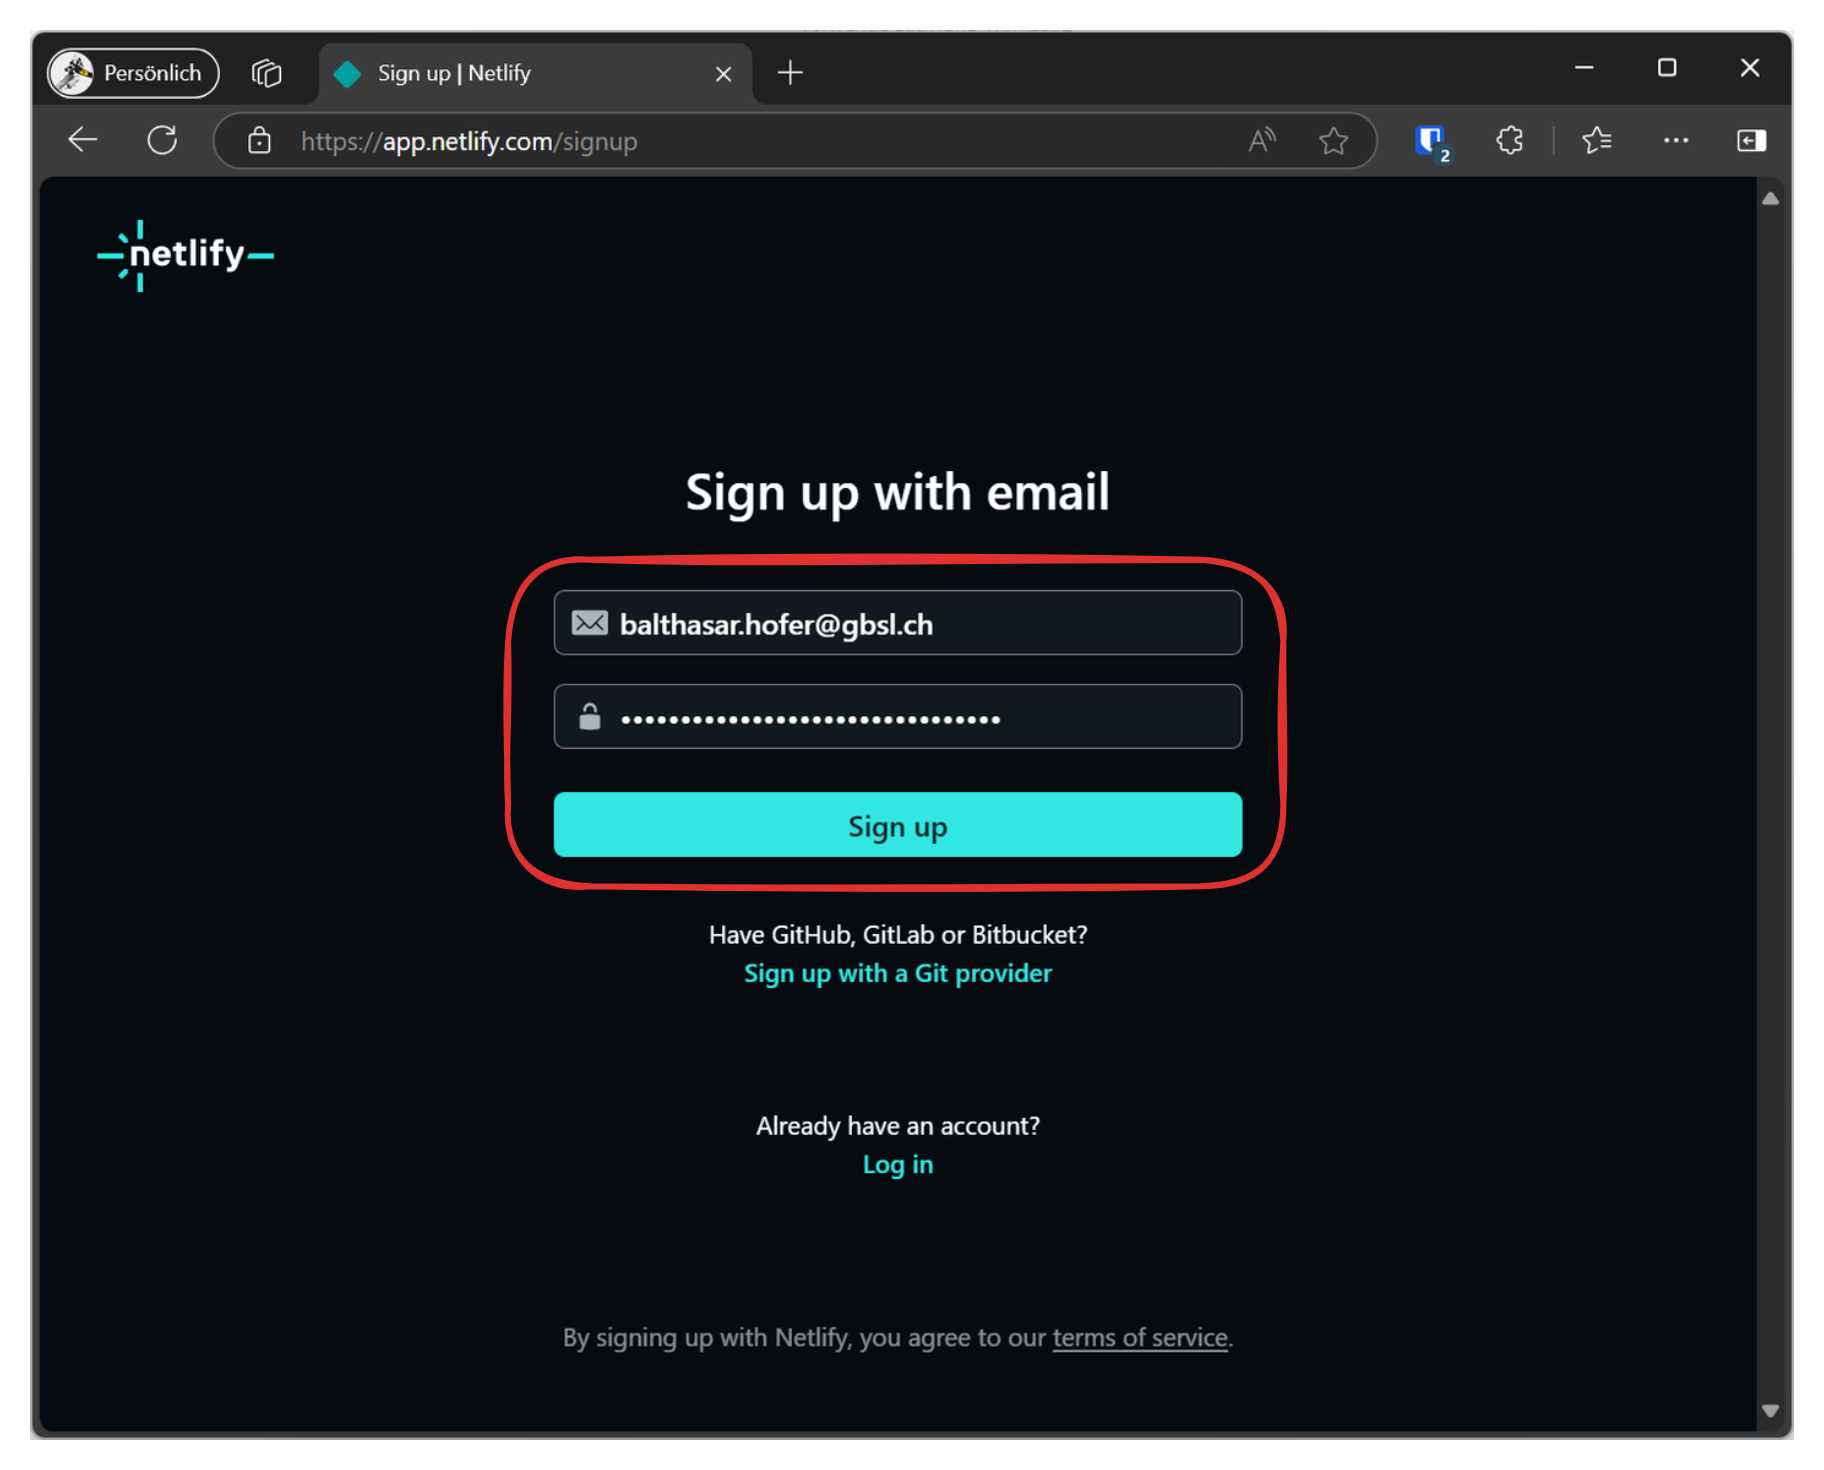 Persönlich
Sign up | Netlify
https://app.netlify.com/signup
2
netlify
Sign up with email
balthasar.hofer@gbsl.ch
Sign up
Have GitHub, GitLab or Bitbucket?
Sign up with a Git provider
Already have an account?
Log in
By signing up with Netlify, you agree to our terms of service.